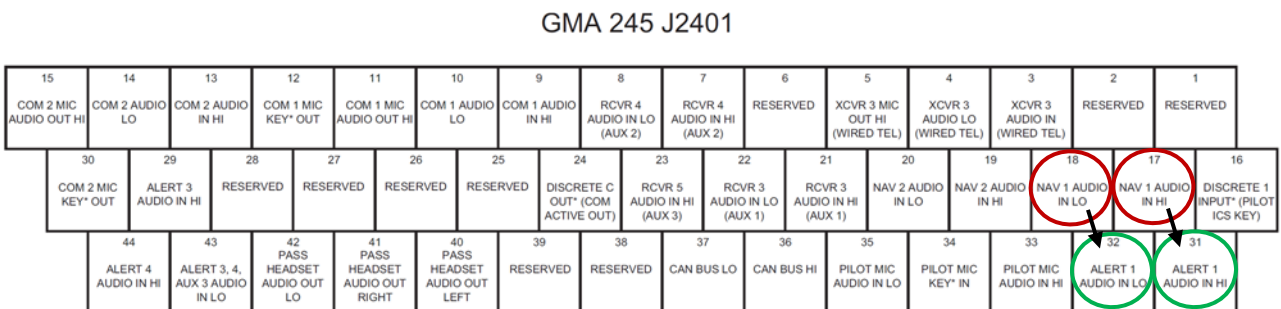 GMA 245 J2401
15 14 13 12 11 10 9 8 7 6 5 4 3 2 1
COM 2 MIC AUDIO OUT HI
COM 2 AUDIO LO
COM 2 AUDIO IN HI
COM 1 MIC KEY* OUT
COM 1 MIC AUDIO OUT HI
COM 1 AUDIO LO
COM 1 AUDIO IN HI
RCVR 4 AUDIO IN LO (AUX 2)
RCVR 4 AUDIO IN HI (AUX 2)
RESERVED
XCVR 3 MIC OUT HI (WIRED TEL)
XCVR 3 AUDIO LO (WIRED TEL)
XCVR 3 AUDIO IN (WIRED TEL)
RESERVED
RESERVED
30 29 28 27 26 25 24 23 22 21 20 19 18 17 16
COM 2 MIC KEY* OUT
ALERT 3 AUDIO IN HI
RESERVED
RESERVED
RESERVED
RESERVED
DISCRETE C OUT* (COM ACTIVE OUT)
RCVR 5 AUDIO IN HI (AUX 3)
RCVR 3 AUDIO IN LO (AUX 1)
RCVR 3 AUDIO IN HI (AUX 1)
NAV 2 AUDIO IN LO
NAV 2 AUDIO IN HI
NAV 1 AUDIO IN LO
NAV 1 AUDIO IN HI
DISCRETE 1 INPUT* (PILOT ICS KEY)
44 43 42 41 40 39 38 37 36 35 34 33 32 31
ALERT 4 AUDIO IN HI
ALERT 3, 4, AUX 3 AUDIO IN LO
PASS HEADSET AUDIO OUT LO
PASS HEADSET AUDIO OUT RIGHT
PASS HEADSET AUDIO OUT LEFT
RESERVED
RESERVED
CAN BUS LO
CAN BUS HI
PILOT MIC AUDIO IN LO
PILOT MIC KEY* IN
PILOT MIC AUDIO IN HI
ALERT 1 AUDIO IN LO
ALERT 1 AUDIO IN HI